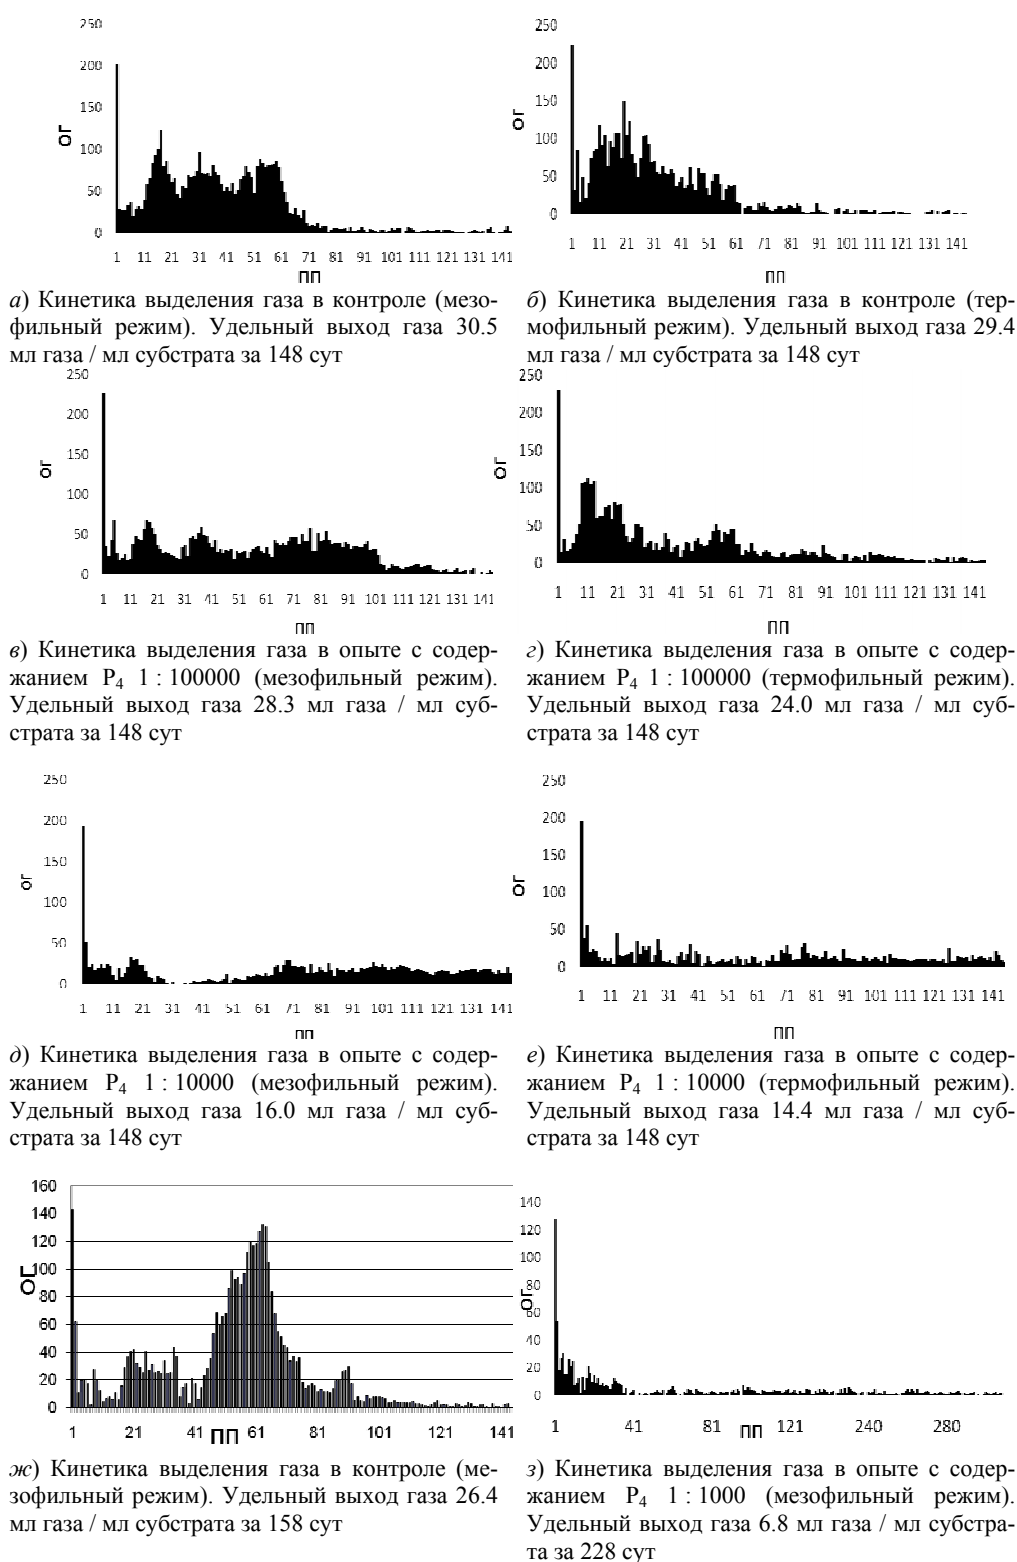 250
200
150
100
50
0
ОГ
1 11 21 31 41 51 61 71 81 91 101 111 121 131 141
ПП
а) Кинетика выделения газа в контроле (мезо-
фильный режим). Удельный выход газа 30.5
мл газа / мл субстрата за 148 сут
250
200
150
100
50
0
ОГ
1 11 21 31 41 51 61 71 81 91 101 111 121 131 141
ПП
б) Кинетика выделения газа в контроле (тер-
мофильный режим). Удельный выход газа 29.4
мл газа / мл субстрата за 148 сут
250
200
150
100
50
0
ОГ
1 11 21 31 41 51 61 71 81 91 101 111 121 131 141
ПП
в) Кинетика выделения газа в опыте с содер-
жанием P₄ 1 : 100000 (мезофильный режим).
Удельный выход газа 28.3 мл газа / мл суб-
страта за 148 сут
250
200
150
100
50
0
ОГ
1 11 21 31 41 51 61 71 81 91 101 111 121 131 141
ПП
г) Кинетика выделения газа в опыте с содер-
жанием P₄ 1 : 100000 (термофильный режим).
Удельный выход газа 24.0 мл газа / мл суб-
страта за 148 сут
250
200
150
100
50
0
ОГ
1 11 21 31 41 51 61 71 81 91 101 111 121 131 141
ПП
д) Кинетика выделения газа в опыте с содер-
жанием P₄ 1 : 10000 (мезофильный режим).
Удельный выход газа 16.0 мл газа / мл суб-
страта за 148 сут
250
200
150
100
50
0
ОГ
1 11 21 31 41 51 61 71 81 91 101 111 121 131 141
ПП
е) Кинетика выделения газа в опыте с содер-
жанием P₄ 1 : 10000 (термофильный режим).
Удельный выход газа 14.4 мл газа / мл суб-
страта за 148 сут
160
140
120
100
80
60
40
20
0
ОГ
1 21 41 61 81 101 121 141
ПП
ж) Кинетика выделения газа в контроле (ме-
зофильный режим). Удельный выход газа 26.4
мл газа / мл субстрата за 158 сут
140
120
100
80
60
40
20
0
ОГ
1 41 81 121 240 280
ПП
з) Кинетика выделения газа в опыте с содер-
жанием P₄ 1 : 1000 (мезофильный режим).
Удельный выход газа 6.8 мл газа / мл субстра-
та за 228 сут